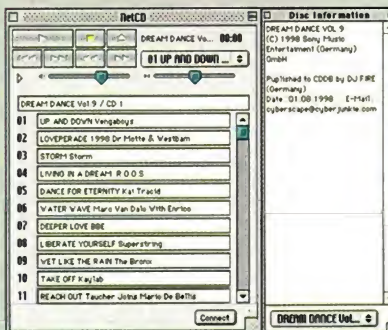 NetCD
DREAM DANCE Vo... 00:00
01 UP AND DOWN ...
DREAM DANCE Vol.9 / CD 1
01 UP AND DOWN Vengaboys
02 LOVEPERADE 1998 Dr Motte & Westbam
03 STORM Storm
04 LIVING IN A DREAM R O O S
05 DANCE FOR ETERNITY Kai Tracid
06 WATER WAVE Marc Van Dale With Enrico
07 DEEPER LOVE BBE
08 LIBERATE YOURSELF Superstring
09 WET LIKE THE RAIN The Bronx
10 TAKE OFF Kaylab
11 REACH OUT Taucher Joins Mario De Bellis
Connect
Disc Information
DREAM DANCE VOL 9
(C) 1998 Sony Music
Entertainment (Germany)
GmbH
Puplished to CDDB by DJ FIRE
(Germany)
Date: 01.08.1998 E-Mail:
cyberscape@cyberjunkie.com
DREAM DANCE Vol...